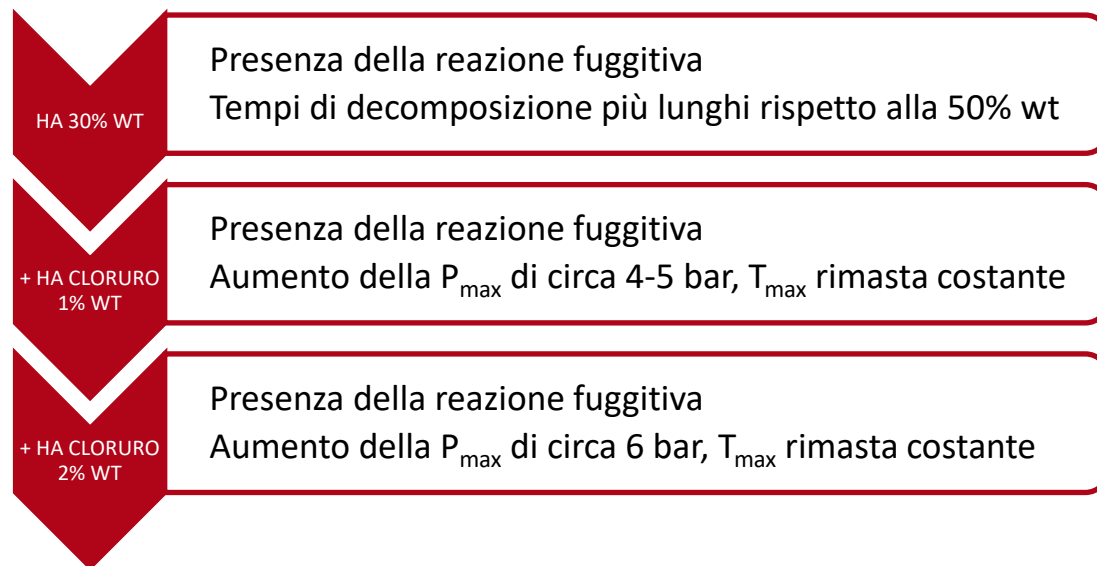 HA 30% WT
Presenza della reazione fuggitiva
Tempi di decomposizione più lunghi rispetto alla 50% wt
+ HA CLORURO
1% WT
Presenza della reazione fuggitiva
Aumento della Pmax di circa 4-5 bar, Tmax rimasta costante
+ HA CLORURO
2% WT
Presenza della reazione fuggitiva
Aumento della Pmax di circa 6 bar, Tmax rimasta costante